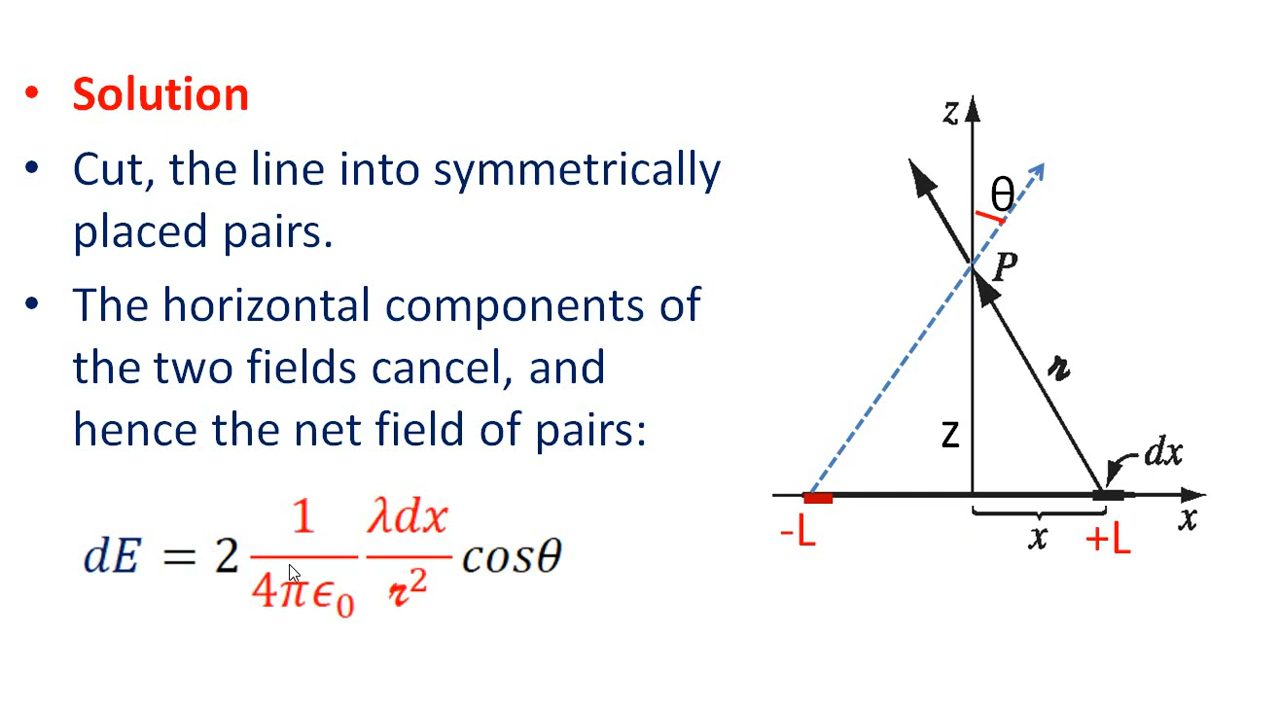 • Solution
• Cut, the line into symmetrically
placed pairs.
• The horizontal components of
the two fields cancel, and
hence the net field of pairs:
dE = 2 1/4πϵ₀ λdx/𝓇² cosθ
z
θ
P
𝓇
z
dx
-L
x
+L
x